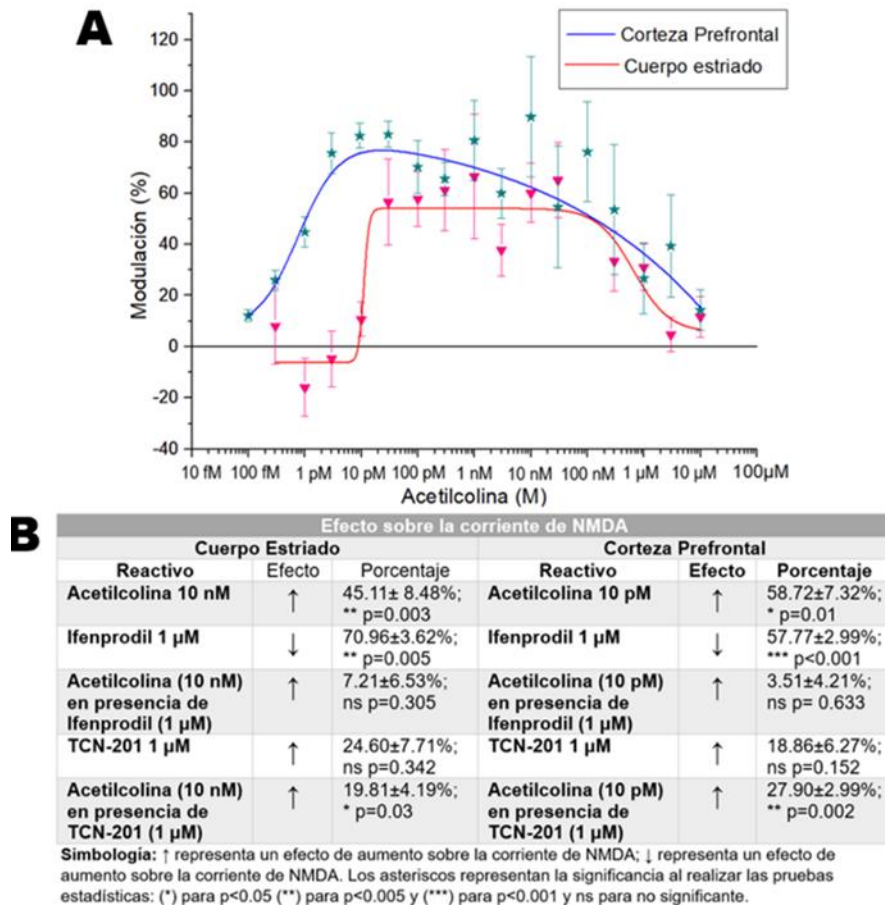 A
Corteza Prefrontal
Cuerpo estriado
120
100
80
60
40
20
0
-20
-40
Modulación (%)
10 fM 100 fM 1 pM 10 pM 100 pM 1 nM 10 nM 100 nM 1 µM 10 µM 100µM
Acetilcolina (M)
B
Efecto sobre la corriente de NMDA
Cuerpo Estriado Corteza Prefrontal
Reactivo Efecto Porcentaje Reactivo Efecto Porcentaje
Acetilcolina 10 nM ↑ 45.11± 8.48%; Acetilcolina 10 pM ↑ 58.72±7.32%;
** p=0.003 * p=0.01
Ifenprodil 1 µM ↓ 70.96±3.62%; Ifenprodil 1 µM ↓ 57.77±2.99%;
** p=0.005 *** p<0.001
Acetilcolina (10 nM) ↑ 7.21±6.53%; Acetilcolina (10 pM) ↑ 3.51±4.21%;
en presencia de ns p=0.305 en presencia de ns p= 0.633
Ifenprodil (1 µM) Ifenprodil (1 µM)
TCN-201 1 µM ↑ 24.60±7.71%; TCN-201 1 µM ↑ 18.86±6.27%;
ns p=0.342 ns p=0.152
Acetilcolina (10 nM) ↑ 19.81±4.19%; Acetilcolina (10 pM) ↑ 27.90±2.99%;
en presencia de * p=0.03 en presencia de ** p=0.002
TCN-201 (1 µM) TCN-201 (1 µM)
Simbología: ↑ representa un efecto de aumento sobre la corriente de NMDA; ↓ representa un efecto de
aumento sobre la corriente de NMDA. Los asteriscos representan la significancia al realizar las pruebas
estadísticas: (*) para p<0.05 (**) para p<0.005 y (***) para p<0.001 y ns para no significante.